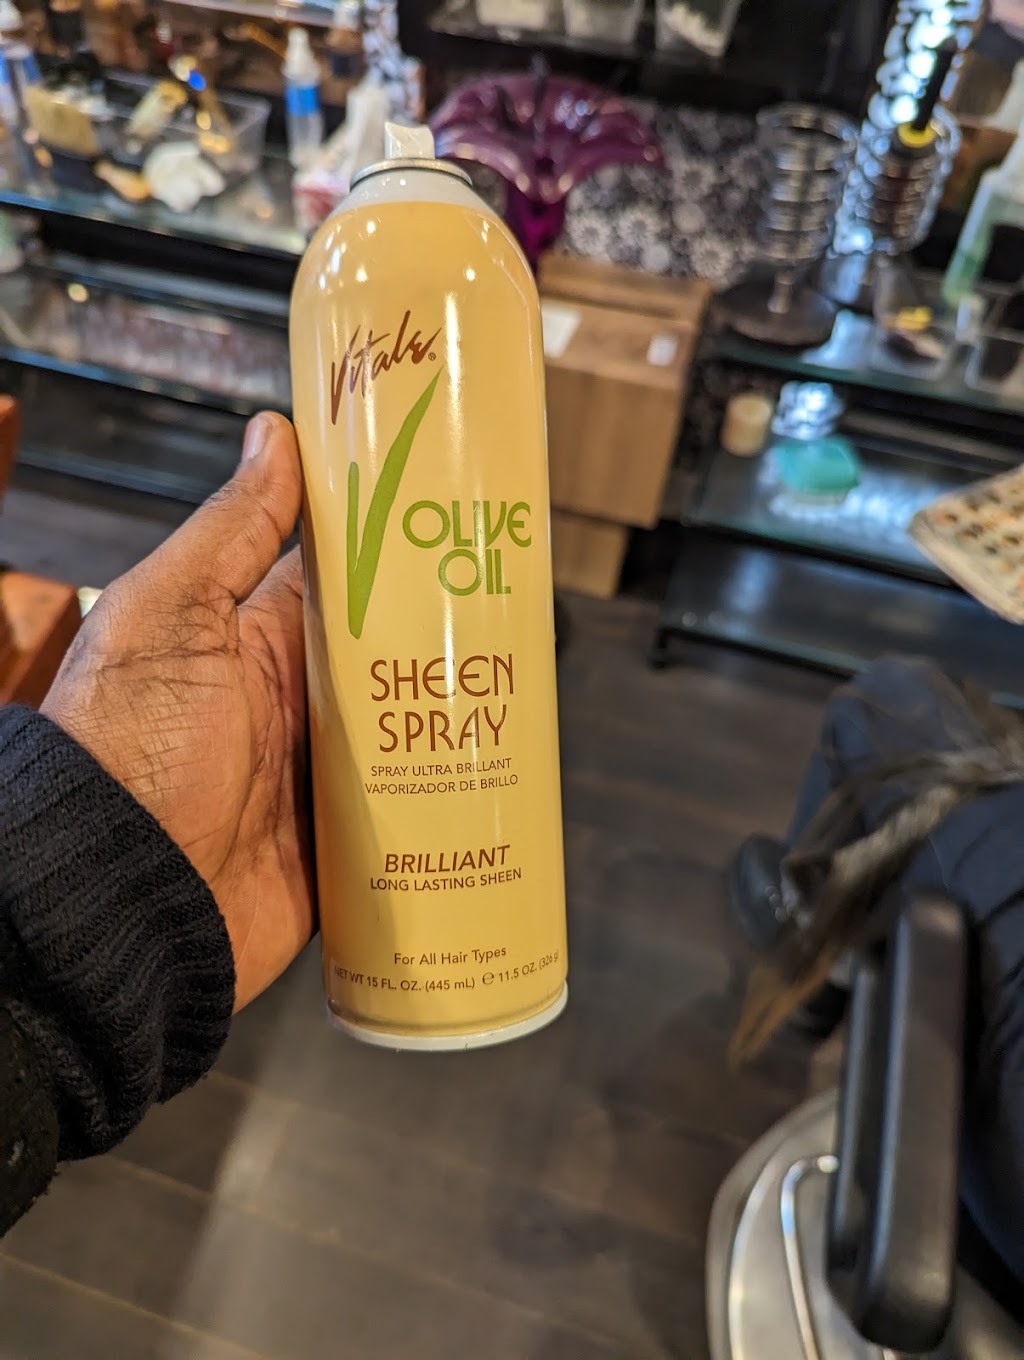 Vitale®
OLIVE
OIL
SHEEN
SPRAY
SPRAY ULTRA BRILLANT
VAPORIZADOR DE BRILLO
BRILLIANT
LONG LASTING SHEEN
For All Hair Types
NET WT 15 FL. OZ. (445 mL) ℮ 11.5 OZ. (326 g)